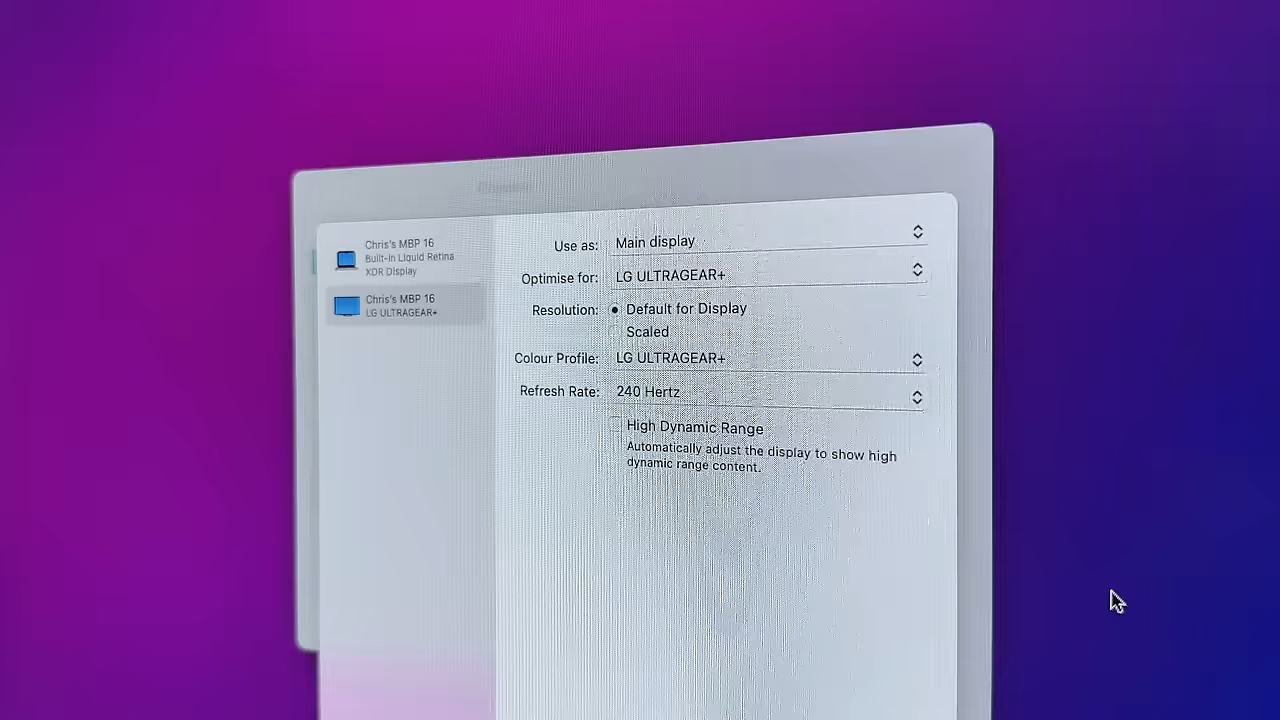 Chris's MBP 16
Built-in Liquid Retina
XDR Display
Chris's MBP 16
LG ULTRAGEAR+
Use as: Main display
Optimise for: LG ULTRAGEAR+
Resolution: Default for Display
Scaled
Colour Profile: LG ULTRAGEAR+
Refresh Rate: 240 Hertz
High Dynamic Range
Automatically adjust the display to show high
dynamic range content.